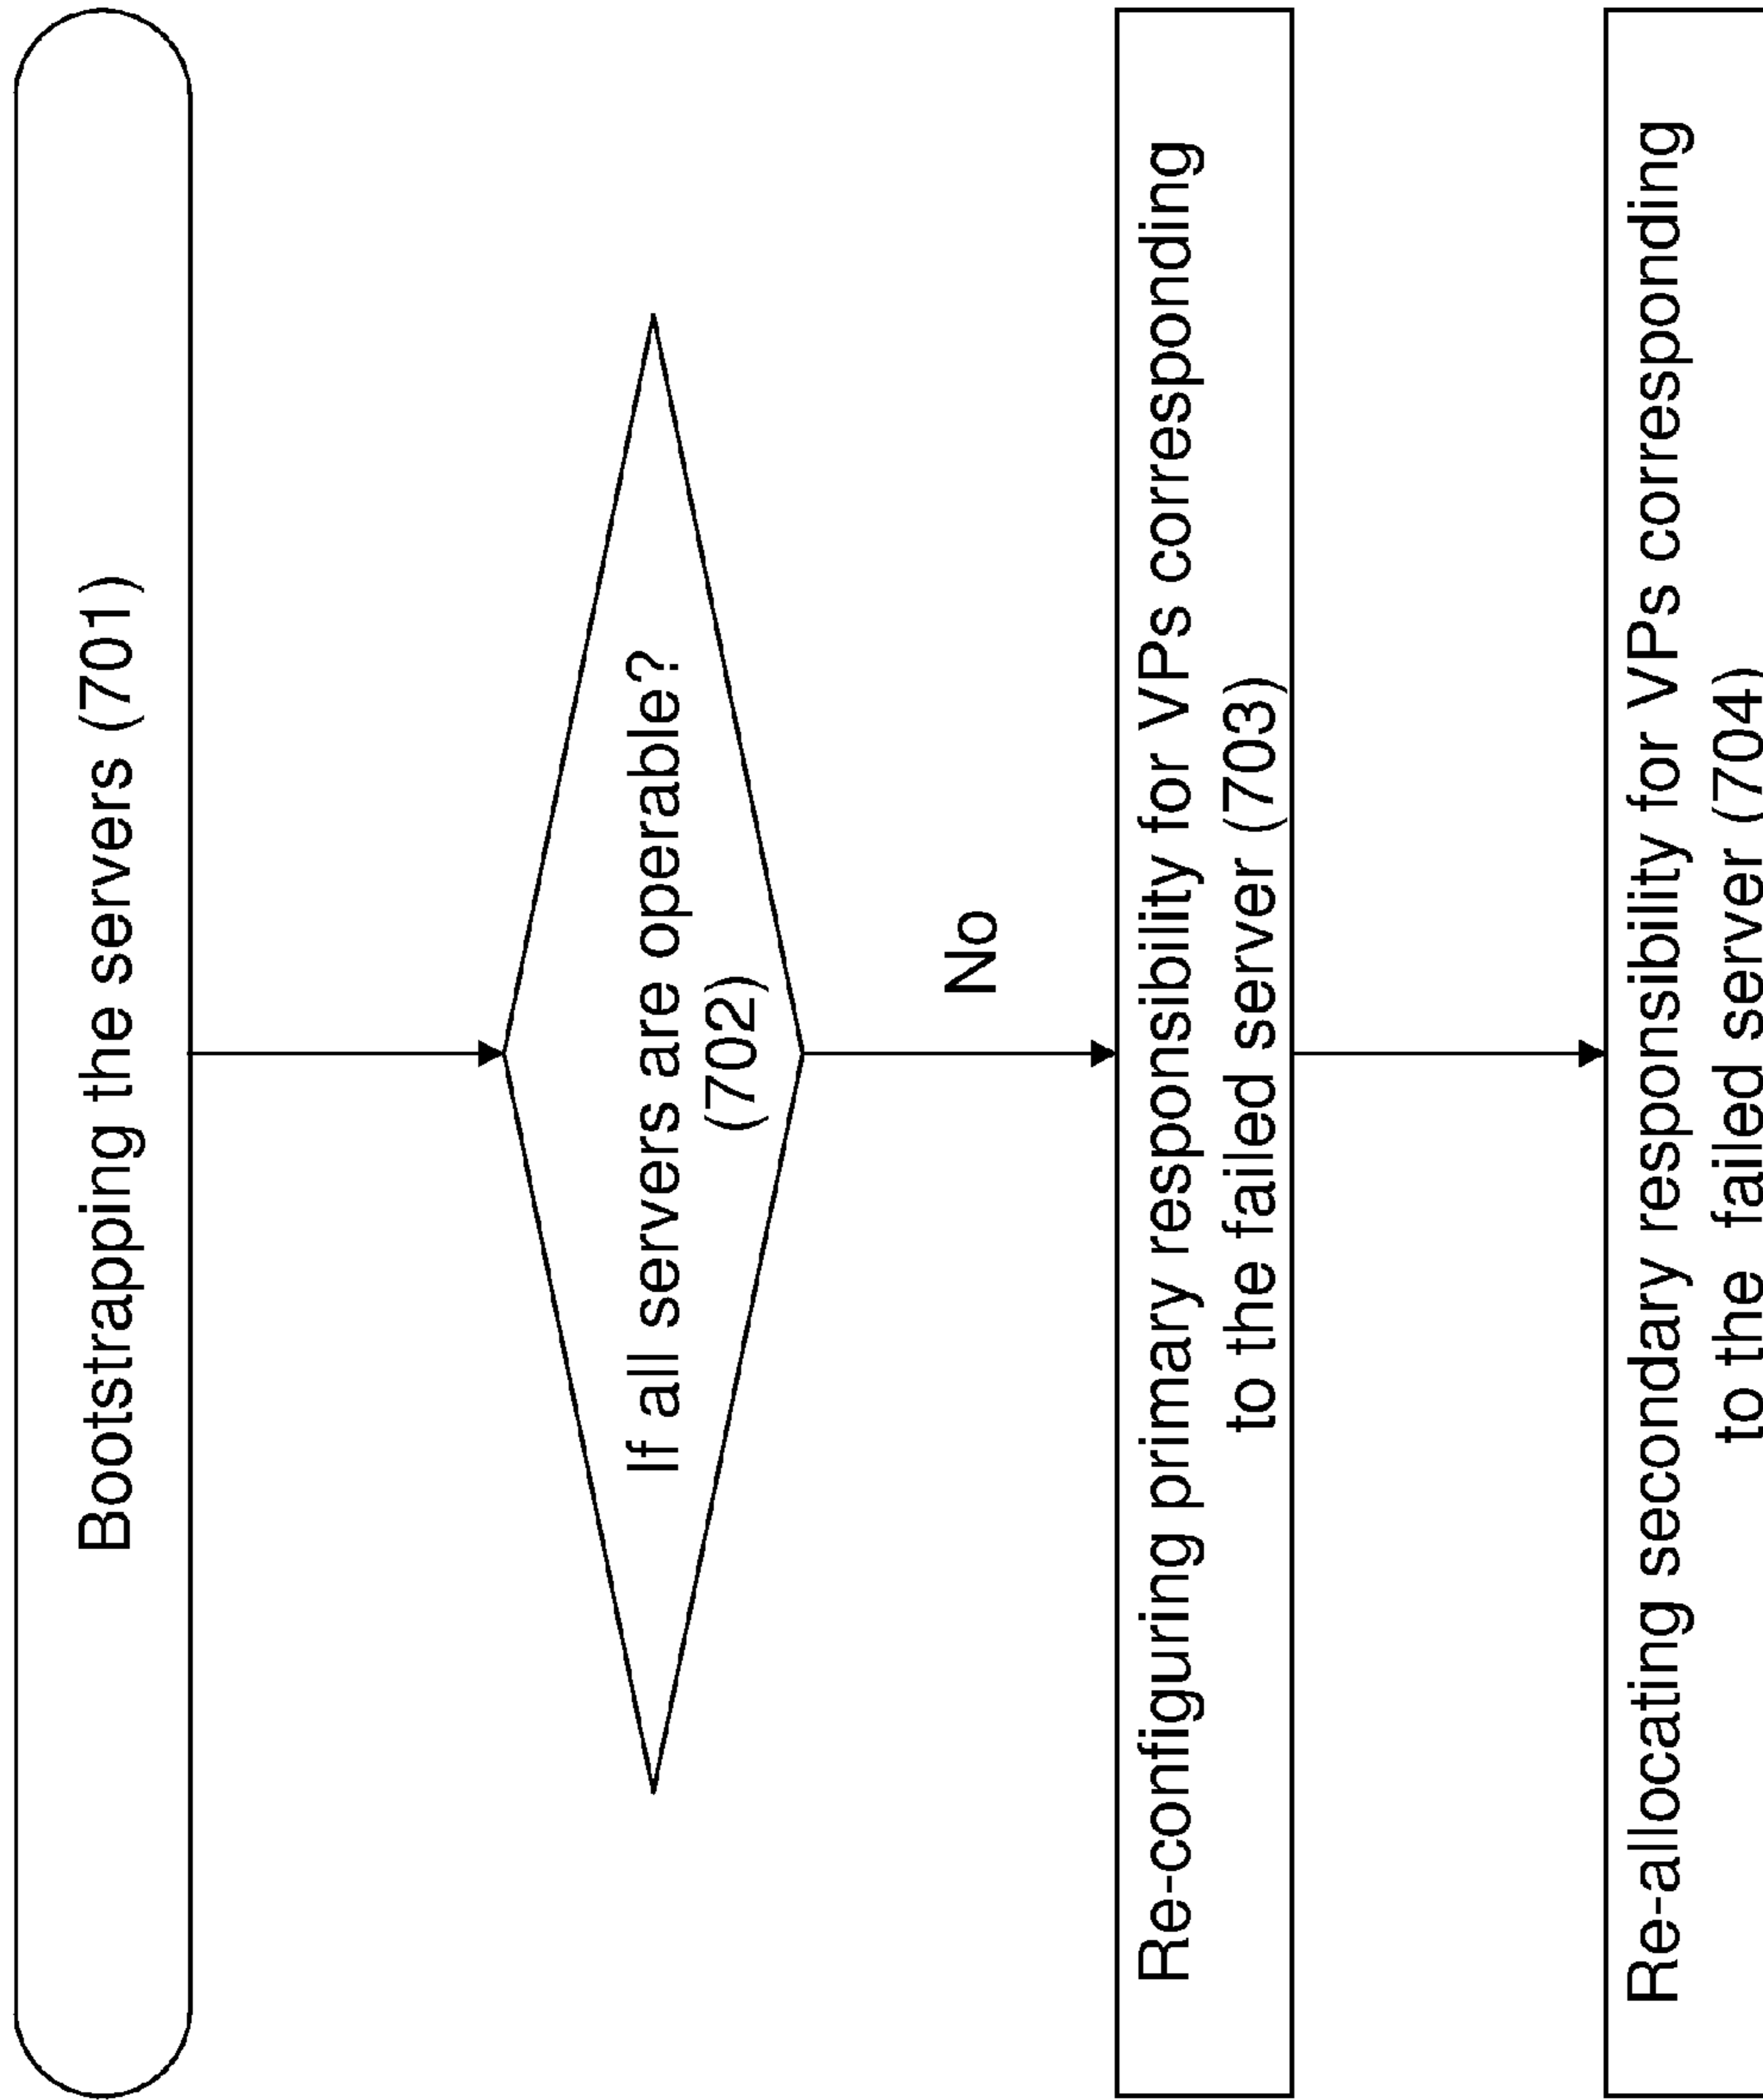 Bootstrapping the servers (701)
If all servers are operable?
(702)
No
Re-configuring primary responsibility for VPs corresponding
to the failed server (703)
Re-allocating secondary responsibility for VPs corresponding
to the failed server (704)